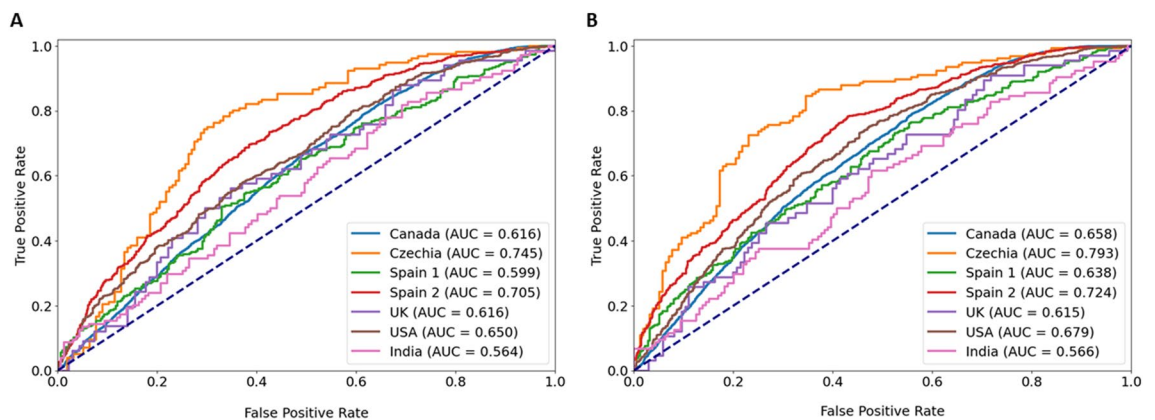 A
1.0
0.8
0.6
0.4
0.2
0.0
True Positive Rate
0.0 0.2 0.4 0.6 0.8 1.0
False Positive Rate
Canada (AUC = 0.616)
Czechia (AUC = 0.745)
Spain 1 (AUC = 0.599)
Spain 2 (AUC = 0.705)
UK (AUC = 0.616)
USA (AUC = 0.650)
India (AUC = 0.564)
B
1.0
0.8
0.6
0.4
0.2
0.0
True Positive Rate
0.0 0.2 0.4 0.6 0.8 1.0
False Positive Rate
Canada (AUC = 0.658)
Czechia (AUC = 0.793)
Spain 1 (AUC = 0.638)
Spain 2 (AUC = 0.724)
UK (AUC = 0.615)
USA (AUC = 0.679)
India (AUC = 0.566)